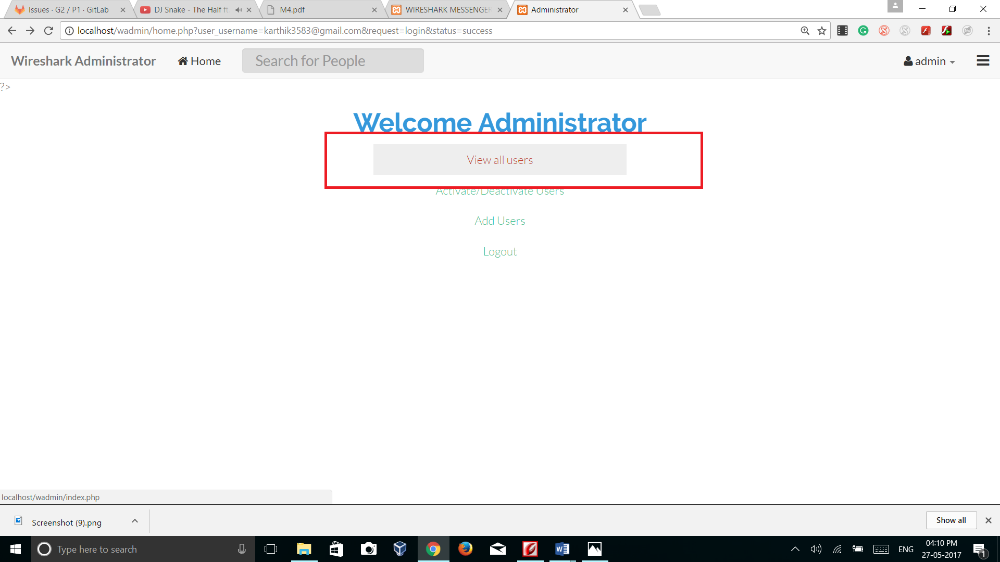 Issues · G2 / P1 · GitLab
DJ Snake - The Half ft.
M4.pdf
WIRESHARK MESSENGER
Administrator
localhost/wadmin/home.php?user_username=karthik3583@gmail.com&request=login&status=success
Wireshark Administrator
Home
Search for People
admin
?>
Welcome Administrator
View all users
Activate/Deactivate Users
Add Users
Logout
localhost/wadmin/index.php
Screenshot (9).png
Show all
Type here to search
ENG
04:10 PM
27-05-2017
1